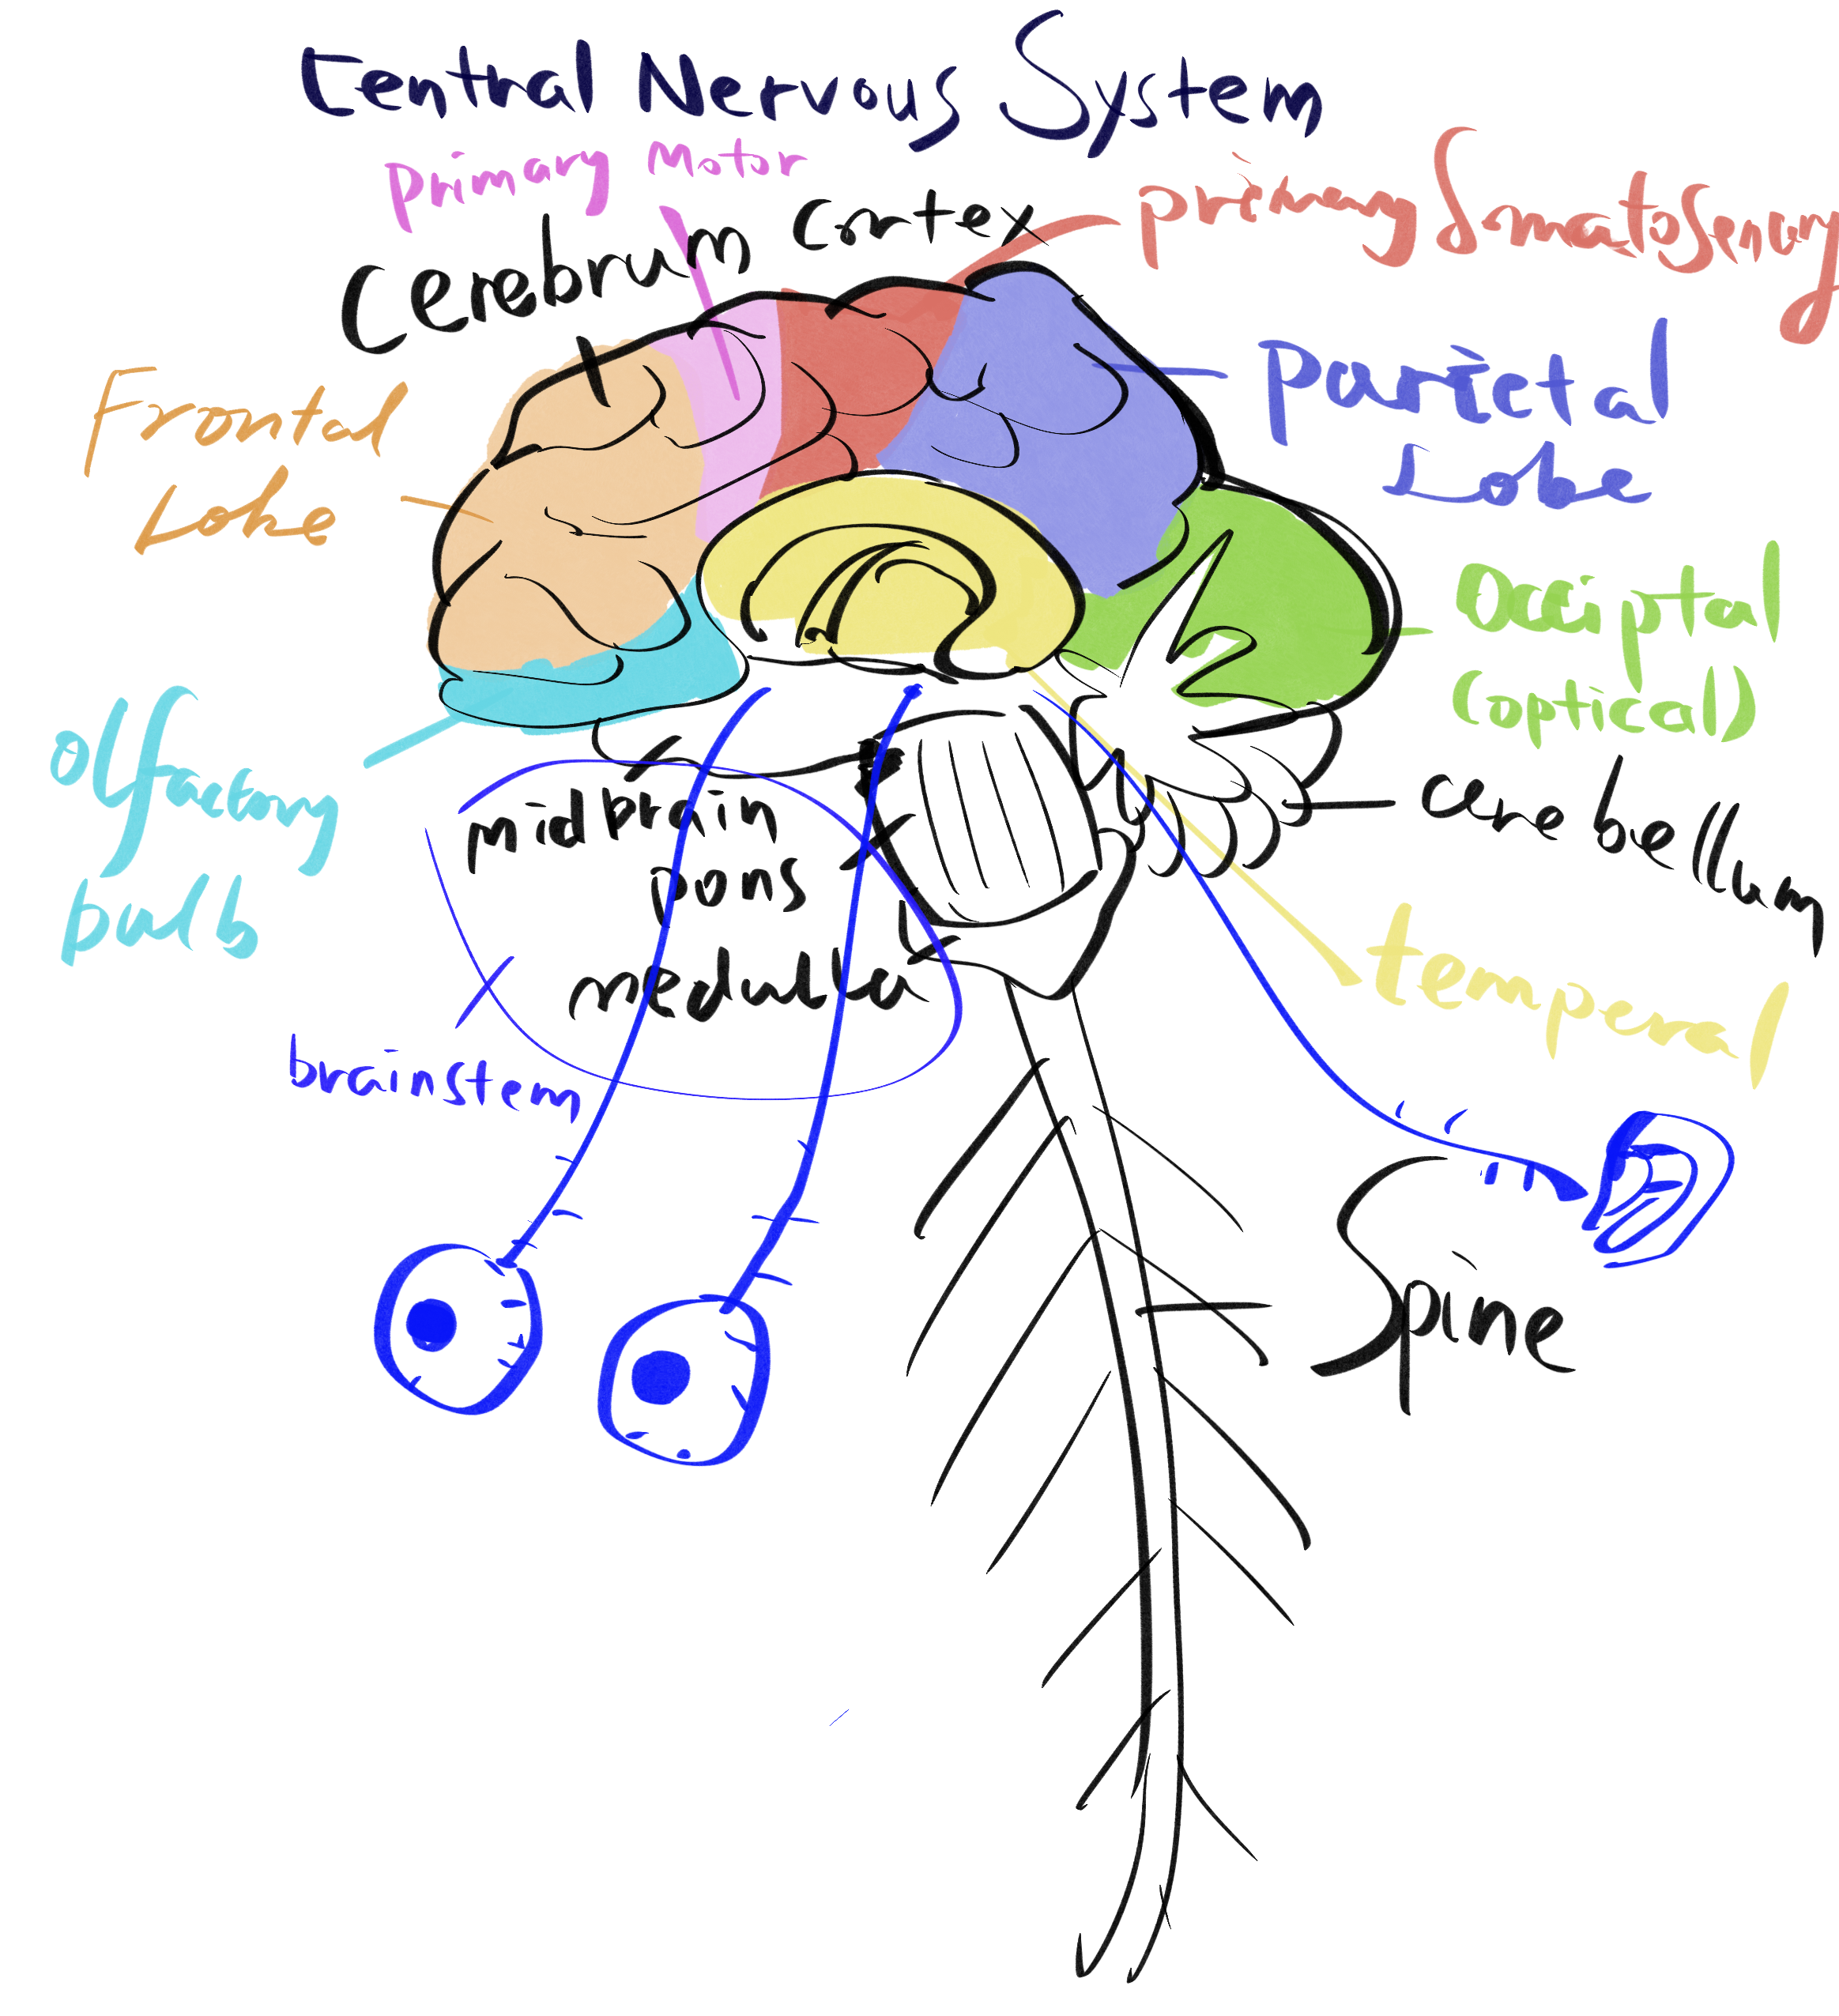 Central Nervous System
primary Motor
Cerebrum Cortex
primary Somatosensory
Frontal
Lobe
Parietal
Lobe
Occiptal
(optical)
olfactory
bulb
midbrain
pons
medulla
brainstem
cerebellum
temperal
Spine